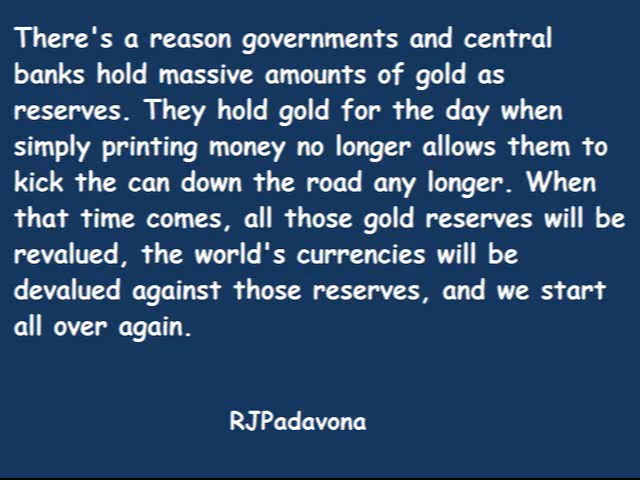 There's a reason governments and central
banks hold massive amounts of gold as
reserves. They hold gold for the day when
simply printing money no longer allows them to
kick the can down the road any longer. When
that time comes, all those gold reserves will be
revalued, the world's currencies will be
devalued against those reserves, and we start
all over again.
RJPadavona